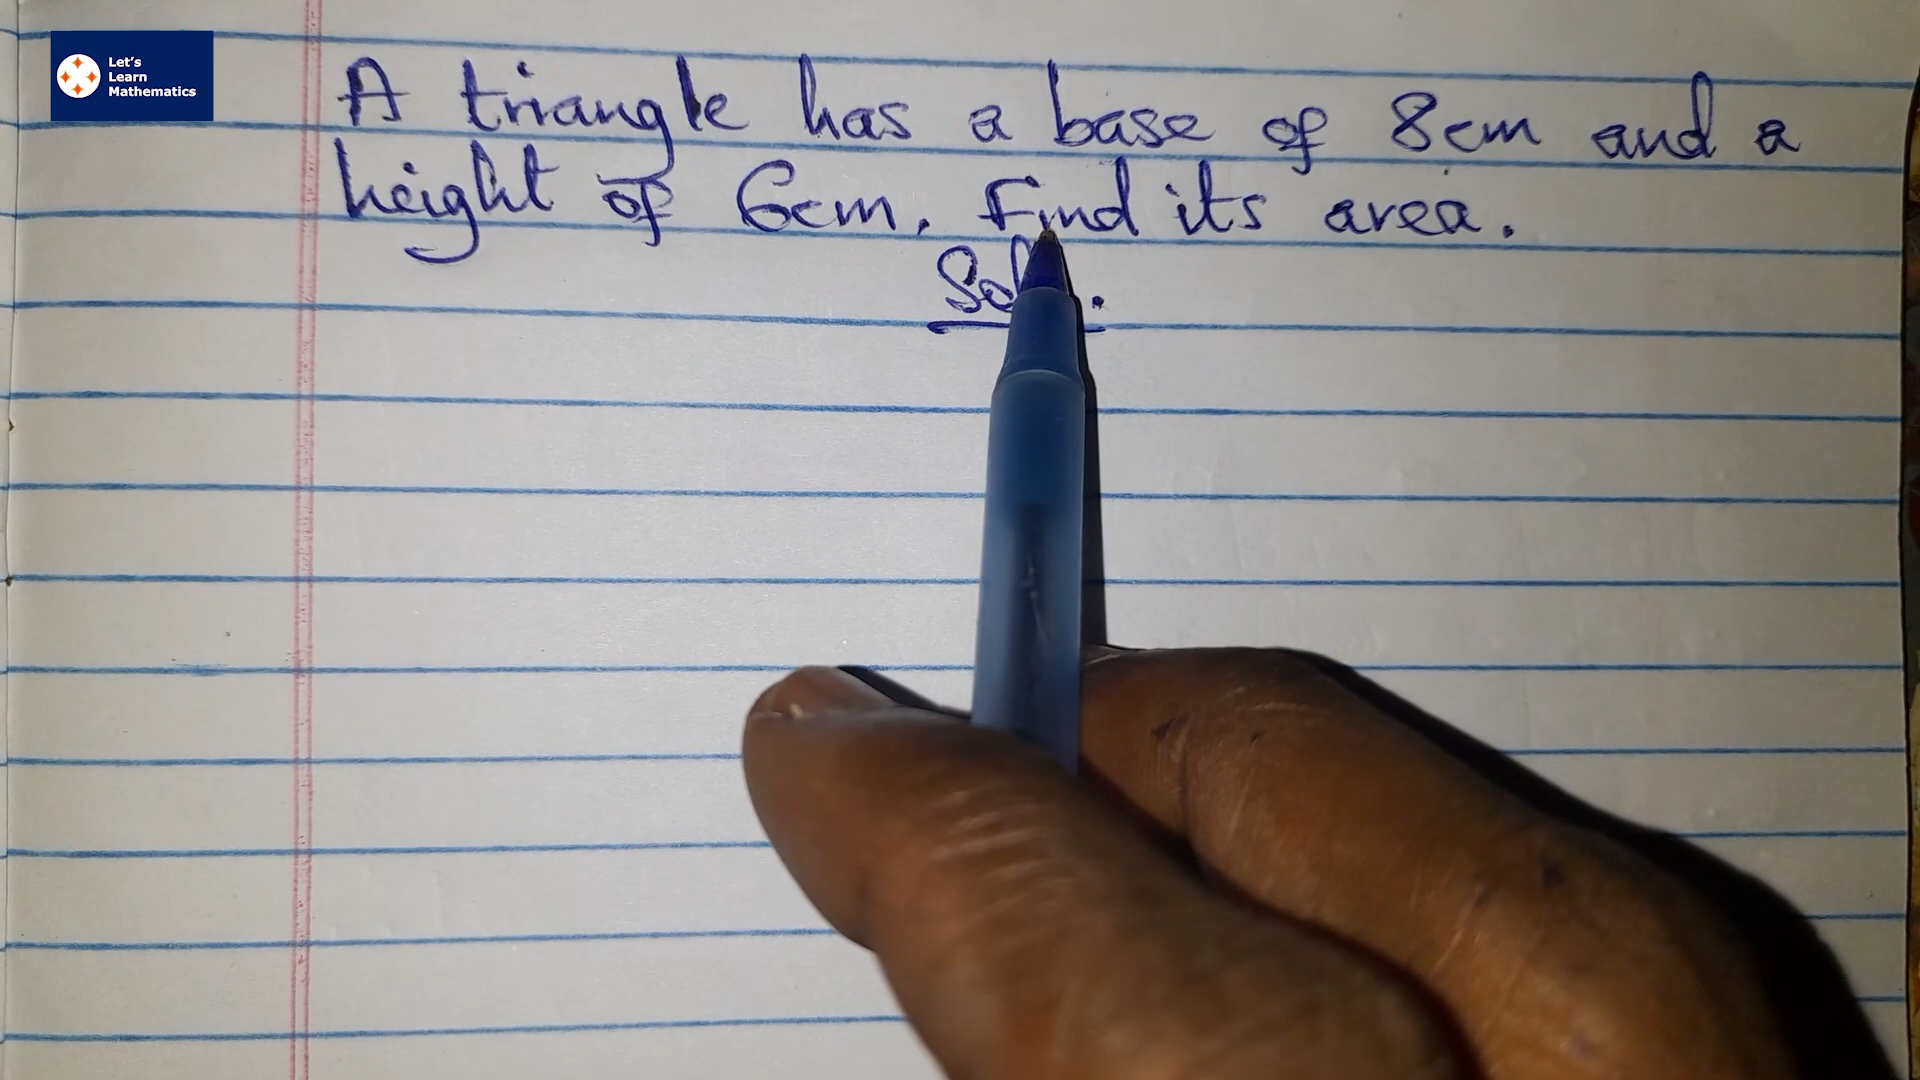 Let's
Learn
Mathematics
A triangle has a base of 8cm and a
height of 6cm. Find its area.